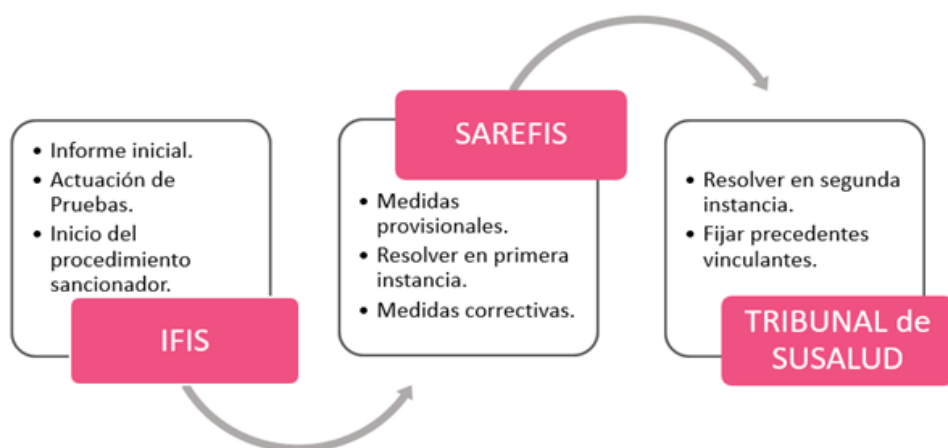 • Informe inicial.
• Actuación de
Pruebas.
• Inicio del
procedimiento
sancionador.
IFIS
SAREFIS
• Medidas
provisionales.
• Resolver en primera
instancia.
• Medidas correctivas.
• Resolver en segunda
instancia.
• Fijar precedentes
vinculantes.
TRIBUNAL de
SUSALUD